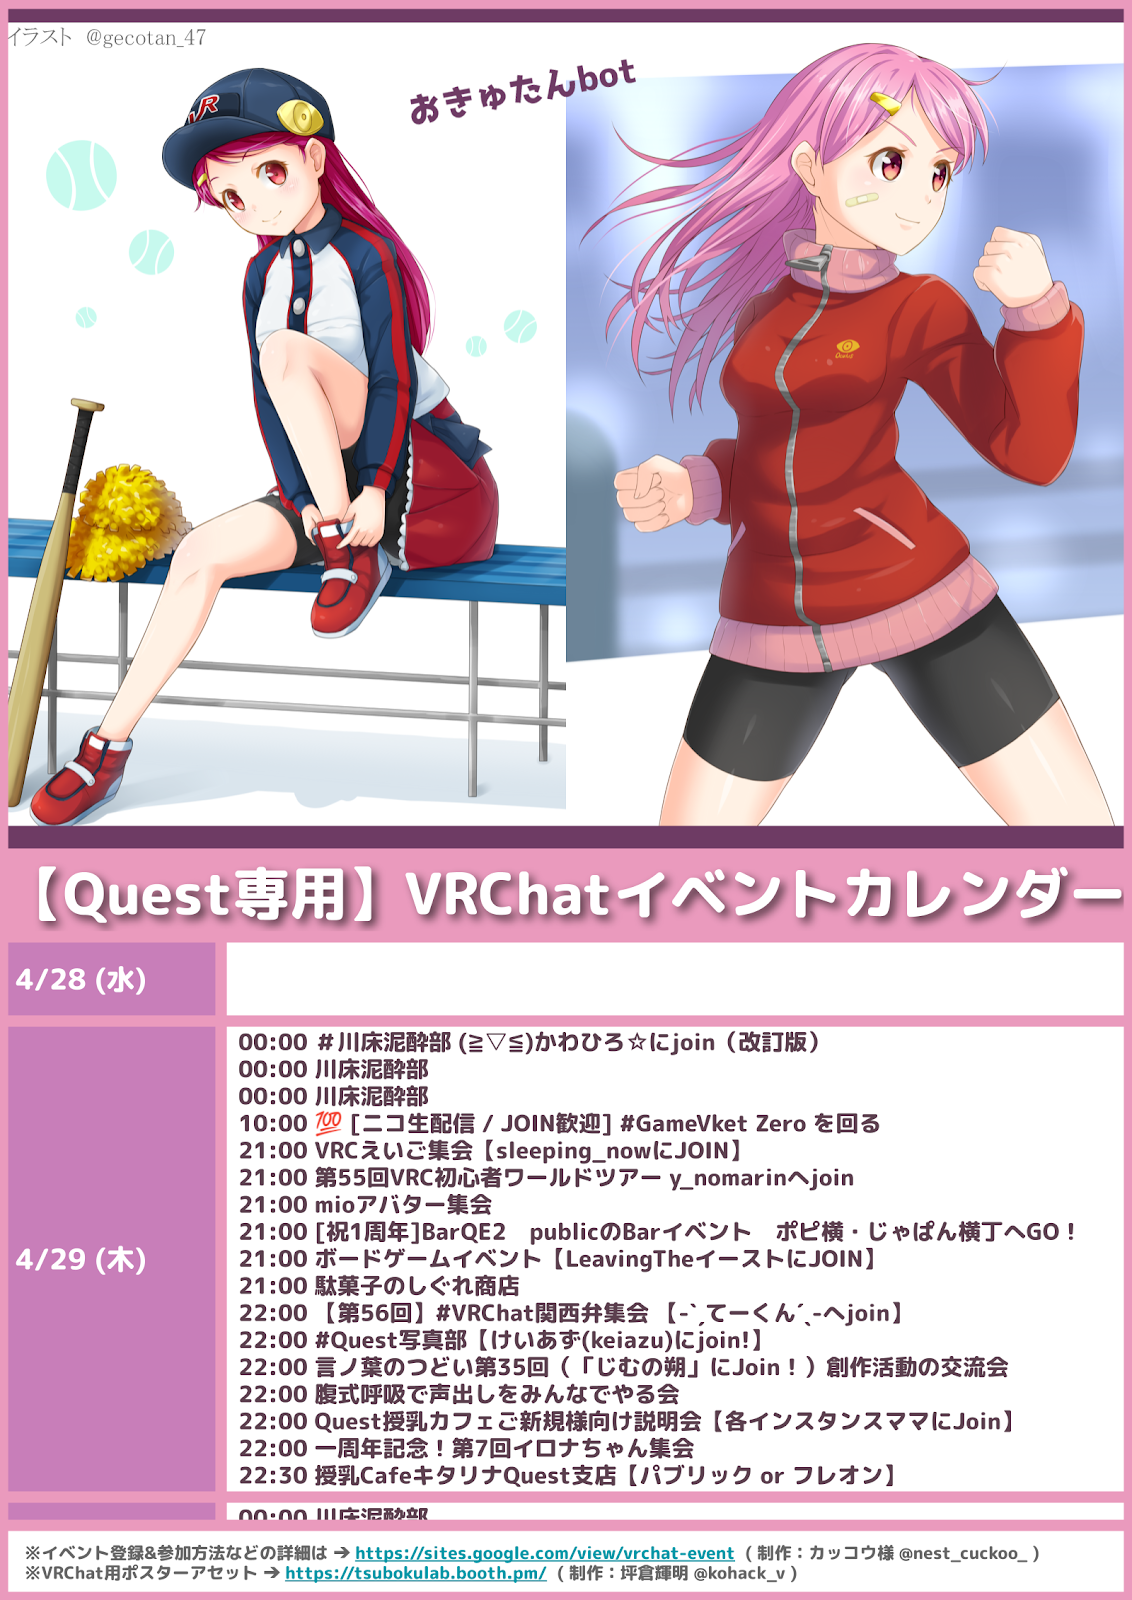 イラスト @gecotan_47
おきゅたんbot
VR
Quest
【Quest専用】VRChatイベントカレンダー
4/28 (水)
4/29 (木)
00:00 #川床泥酔部 (≧▽≦)かわひろ☆にjoin（改訂版）
00:00 川床泥酔部
00:00 川床泥酔部
10:00 💯 [ニコ生配信 / JOIN歓迎] #GameVket Zero を回る
21:00 VRCえいご集会【sleeping_nowにJOIN】
21:00 第55回VRC初心者ワールドツアー y_nomarinへjoin
21:00 mioアバター集会
21:00 [祝1周年]BarQE2　publicのBarイベント　ポピ横・じゃぱん横丁へGO！
21:00 ボードゲームイベント【LeavingTheイーストにJOIN】
21:00 駄菓子のしぐれ商店
22:00 【第56回】#VRChat関西弁集会 【-ˋˏてーくんˊˎ-へjoin】
22:00 #Quest写真部【けいあず(keiazu)にjoin!】
22:00 言ノ葉のつどい第35回（「じむの朔」にJoin！）創作活動の交流会
22:00 腹式呼吸で声出しをみんなでやる会
22:00 Quest授乳カフェご新規様向け説明会【各インスタンスママにJoin】
22:00 一周年記念！第7回イロナちゃん集会
22:30 授乳CafeキタリナQuest支店【パブリック or フレオン】
00:00 川床泥酔部
※イベント登録&参加方法などの詳細は ➔ https://sites.google.com/view/vrchat-event ( 制作：カッコウ様 @nest_cuckoo_ )
※VRChat用ポスターアセット ➔ https://tsubokulab.booth.pm/ ( 制作：坪倉輝明 @kohack_v )